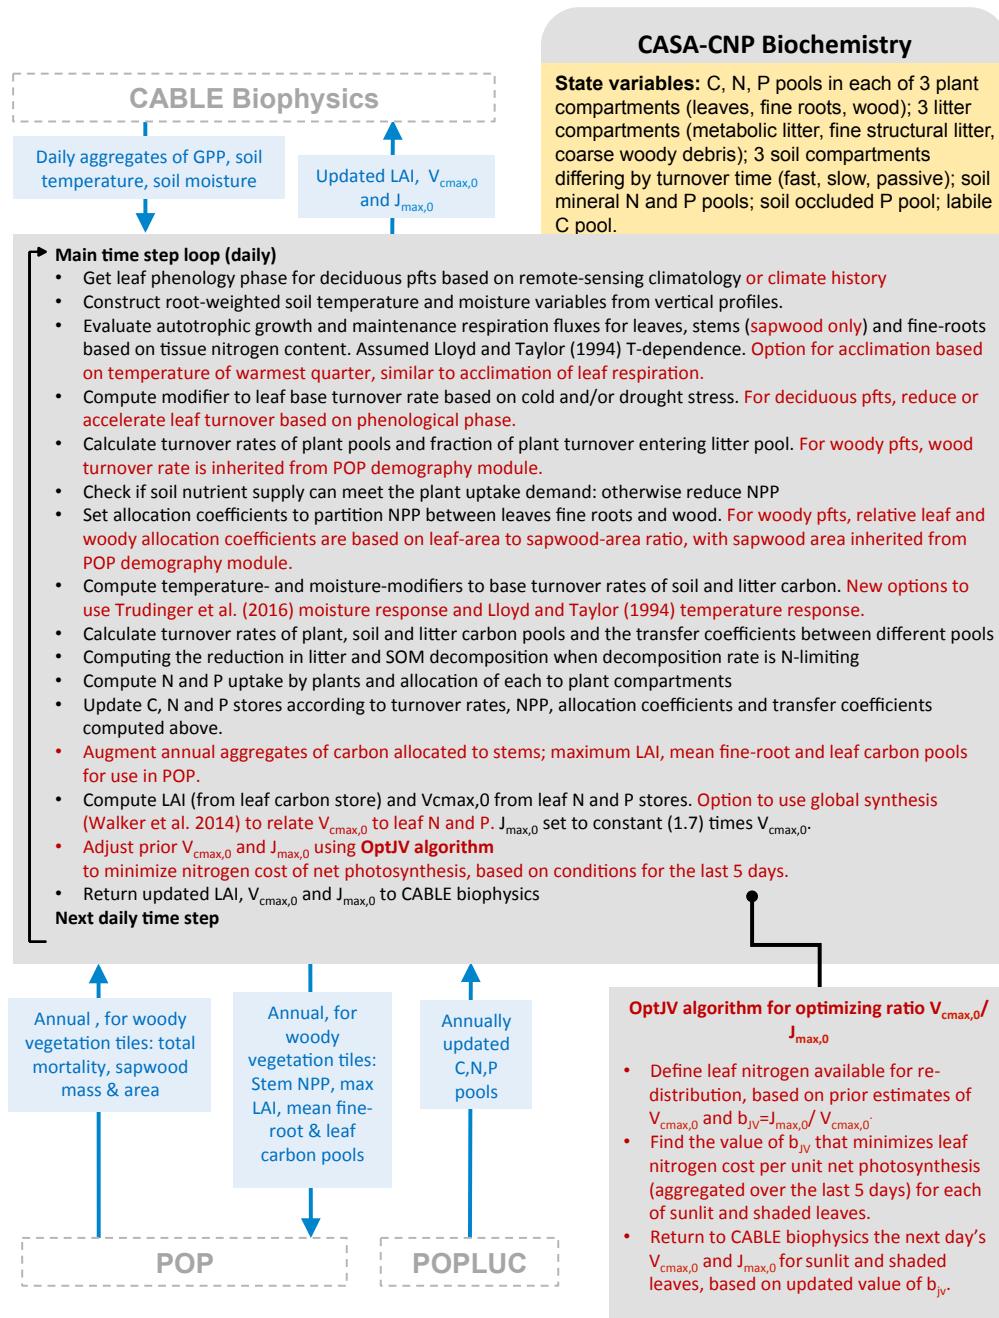 CASA-CNP Biochemistry
State variables: C, N, P pools in each of 3 plant
compartments (leaves, fine roots, wood); 3 litter
compartments (metabolic litter, fine structural litter,
coarse woody debris); 3 soil compartments
differing by turnover time (fast, slow, passive); soil
mineral N and P pools; soil occluded P pool; labile
C pool.
CABLE Biophysics
Daily aggregates of GPP, soil
temperature, soil moisture
Updated LAI, Vcmax,0
and Jmax,0
Main time step loop (daily)
• Get leaf phenology phase for deciduous pfts based on remote-sensing climatology or climate history
• Construct root-weighted soil temperature and moisture variables from vertical profiles.
• Evaluate autotrophic growth and maintenance respiration fluxes for leaves, stems (sapwood only) and fine-roots
based on tissue nitrogen content. Assumed Lloyd and Taylor (1994) T-dependence. Option for acclimation based
on temperature of warmest quarter, similar to acclimation of leaf respiration.
• Compute modifier to leaf base turnover rate based on cold and/or drought stress. For deciduous pfts, reduce or
accelerate leaf turnover based on phenological phase.
• Calculate turnover rates of plant pools and fraction of plant turnover entering litter pool. For woody pfts, wood
turnover rate is inherited from POP demography module.
• Check if soil nutrient supply can meet the plant uptake demand: otherwise reduce NPP
• Set allocation coefficients to partition NPP between leaves fine roots and wood. For woody pfts, relative leaf and
woody allocation coefficients are based on leaf-area to sapwood-area ratio, with sapwood area inherited from
POP demography module.
• Compute temperature- and moisture-modifiers to base turnover rates of soil and litter carbon. New options to
use Trudinger et al. (2016) moisture response and Lloyd and Taylor (1994) temperature response.
• Calculate turnover rates of plant, soil and litter carbon pools and the transfer coefficients between different pools
• Computing the reduction in litter and SOM decomposition when decomposition rate is N-limiting
• Compute N and P uptake by plants and allocation of each to plant compartments
• Update C, N and P stores according to turnover rates, NPP, allocation coefficients and transfer coefficients
computed above.
• Augment annual aggregates of carbon allocated to stems; maximum LAI, mean fine-root and leaf carbon pools
for use in POP.
• Compute LAI (from leaf carbon store) and Vcmax,0 from leaf N and P stores. Option to use global synthesis
(Walker et al. 2014) to relate Vcmax,0 to leaf N and P. Jmax,0 set to constant (1.7) times Vcmax,0.
• Adjust prior Vcmax,0 and Jmax,0 using OptJV algorithm
to minimize nitrogen cost of net photosynthesis, based on conditions for the last 5 days.
• Return updated LAI, Vcmax,0 and Jmax,0 to CABLE biophysics
Next daily time step
Annual , for woody
vegetation tiles: total
mortality, sapwood
mass & area
Annual, for
woody
vegetation tiles:
Stem NPP, max
LAI, mean fine-
root & leaf
carbon pools
Annually
updated
C,N,P
pools
POP
POPLUC
OptJV algorithm for optimizing ratio Vcmax,0/
Jmax,0
• Define leaf nitrogen available for re-
distribution, based on prior estimates of
Vcmax,0 and bJV=Jmax,0/ Vcmax,0.
• Find the value of bJV that minimizes leaf
nitrogen cost per unit net photosynthesis
(aggregated over the last 5 days) for each
of sunlit and shaded leaves.
• Return to CABLE biophysics the next day's
Vcmax,0 and Jmax,0 for sunlit and shaded
leaves, based on updated value of bjv.